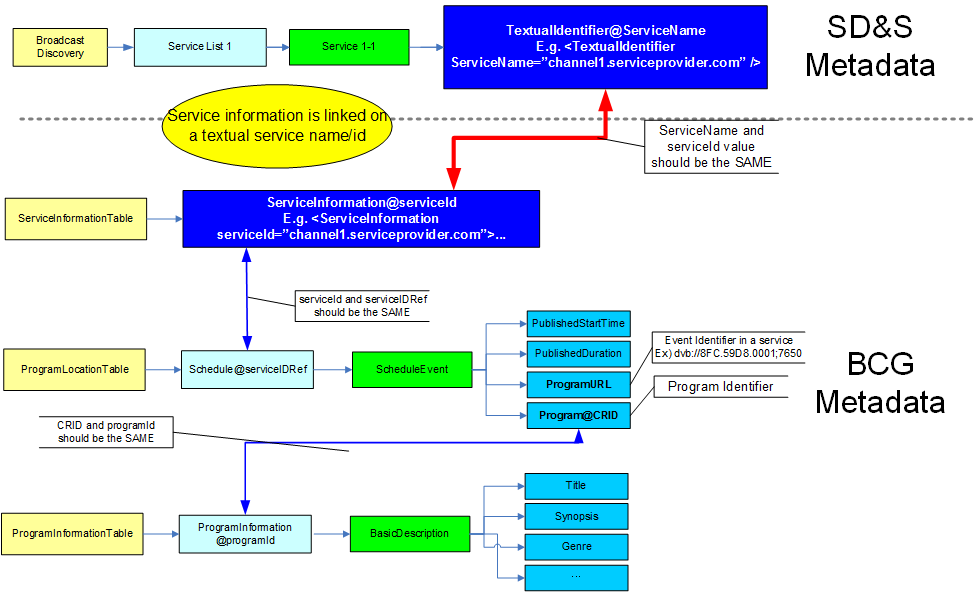 Broadcast
Discovery
Service List 1
Service 1-1
TextualIdentifier@ServiceName
E.g. <TextualIdentifier
ServiceName="channel1.serviceprovider.com" />
SD&S
Metadata
Service information is linked on
a textual service name/id
ServiceName and
serviceId value
should be the SAME
ServiceInformationTable
ServiceInformation@serviceId
E.g. <ServiceInformation
serviceId="channel1.serviceprovider.com">...
serviceId and serviceIDRef
should be the SAME
ProgramLocationTable
Schedule@serviceIDRef
ScheduleEvent
PublishedStartTime
PublishedDuration
ProgramURL
Program@CRID
Event Identifier in a service
Ex) dvb://8FC.59D8.0001;7650
Program Identifier
BCG
Metadata
CRID and programId
should be the SAME
ProgramInformationTable
ProgramInformation
@programId
BasicDescription
Title
Synopsis
Genre
...